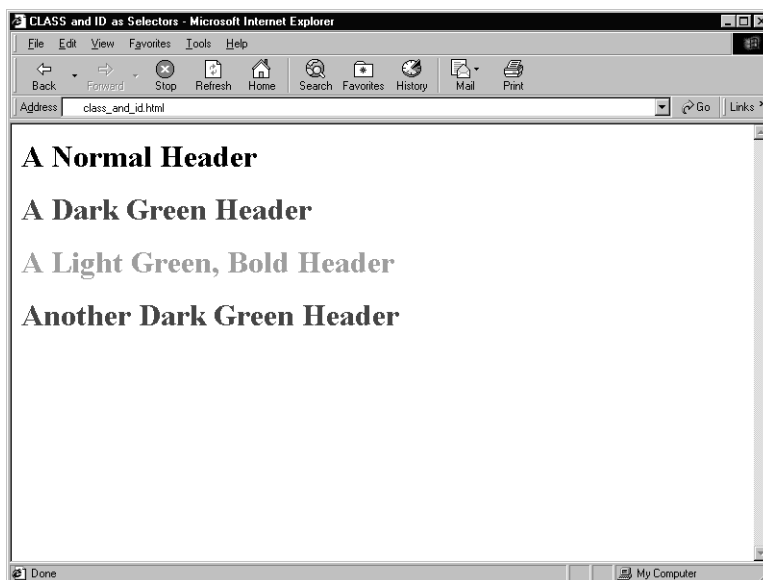 CLASS and ID as Selectors - Microsoft Internet Explorer
File Edit View Favorites Tools Help
Back Forward Stop Refresh Home Search Favorites History Mail Print
Address class_and_id.html Go Links
A Normal Header
A Dark Green Header
A Light Green, Bold Header
Another Dark Green Header
Done My Computer